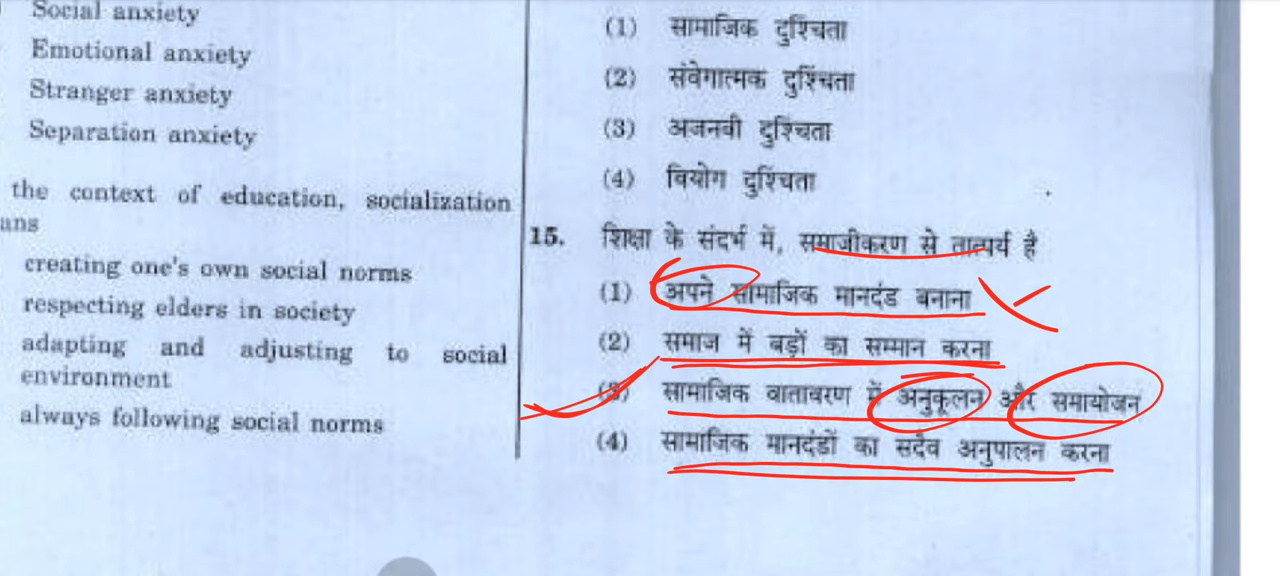 Social anxiety
Emotional anxiety
Stranger anxiety
Separation anxiety
the context of education, socialization
ans
creating one's own social norms
respecting elders in society
adapting and adjusting to social
environment
always following social norms
(1) सामाजिक दुश्चिंता
(2) संवेगात्मक दुश्चिंता
(3) अजनबी दुश्चिंता
(4) वियोग दुश्चिंता
15. शिक्षा के संदर्भ में, समाजीकरण से तात्पर्य है
(1) अपने सामाजिक मानदंड बनाना
(2) समाज में बड़ों का सम्मान करना
(3) सामाजिक वातावरण में अनुकूलन और समायोजन
(4) सामाजिक मानदंडों का सदैव अनुपालन करना